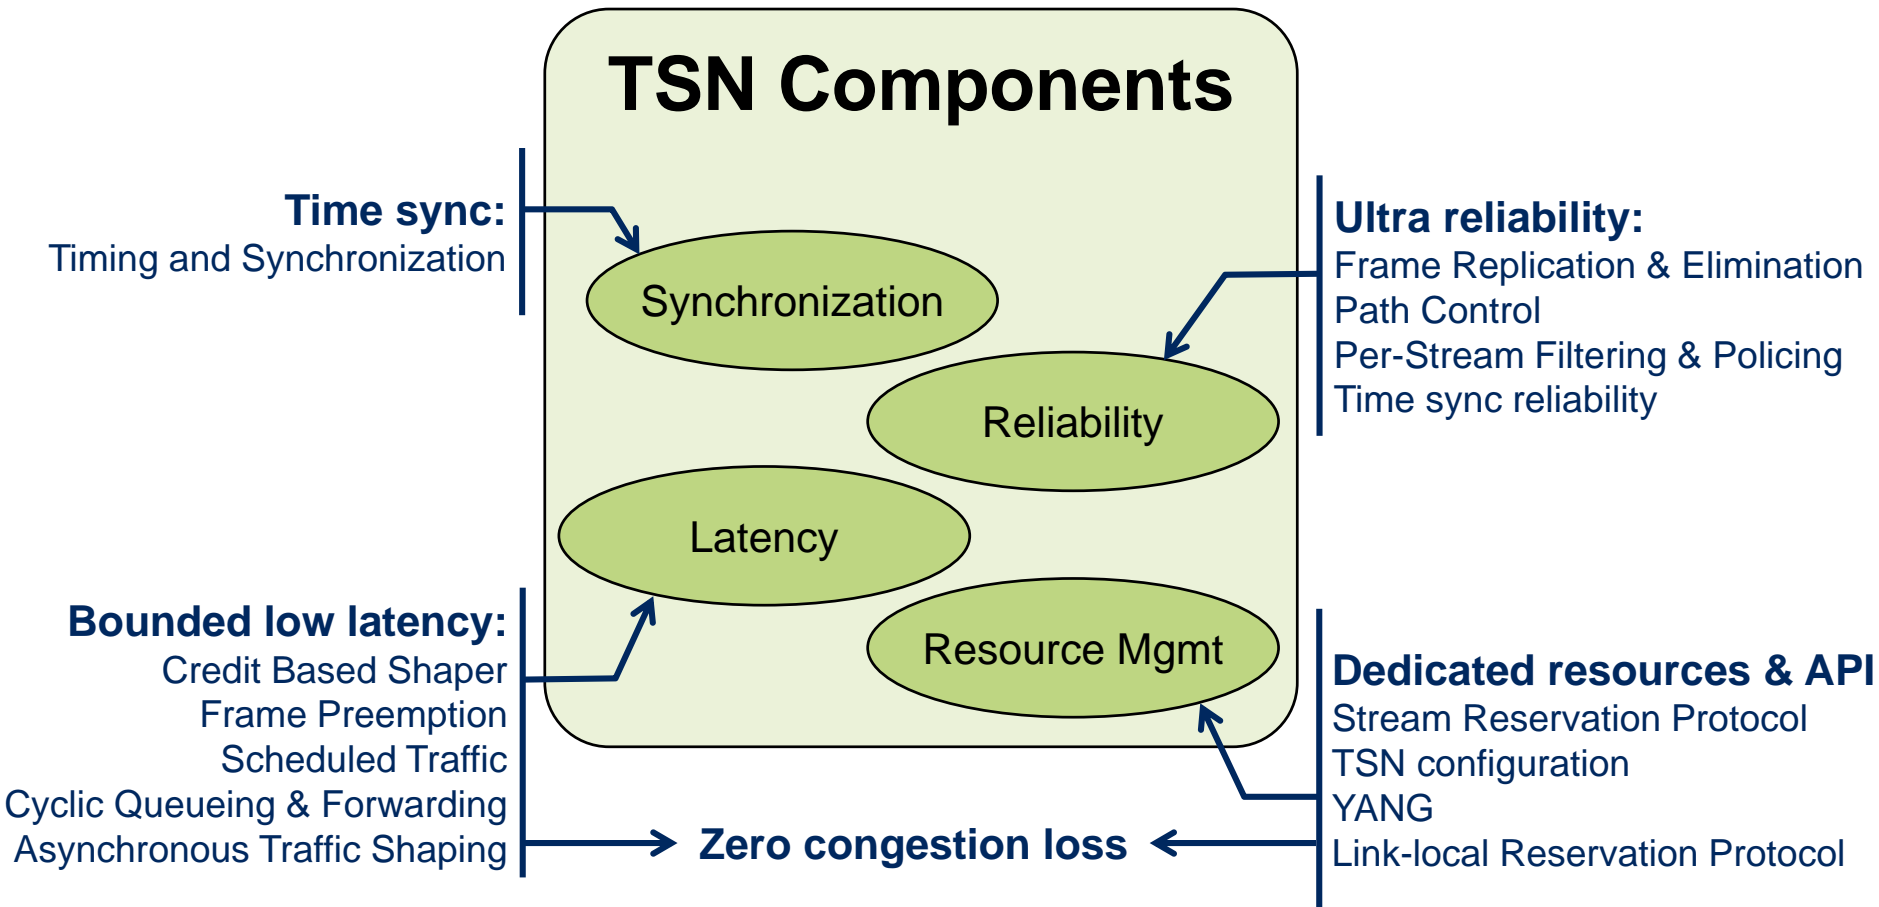 TSN Components
Time sync:
Timing and Synchronization
Synchronization
Ultra reliability:
Frame Replication & Elimination
Path Control
Per-Stream Filtering & Policing
Time sync reliability
Reliability
Latency
Bounded low latency:
Credit Based Shaper
Frame Preemption
Scheduled Traffic
Cyclic Queueing & Forwarding
Asynchronous Traffic Shaping
Resource Mgmt
Dedicated resources & API
Stream Reservation Protocol
TSN configuration
YANG
Link-local Reservation Protocol
Zero congestion loss